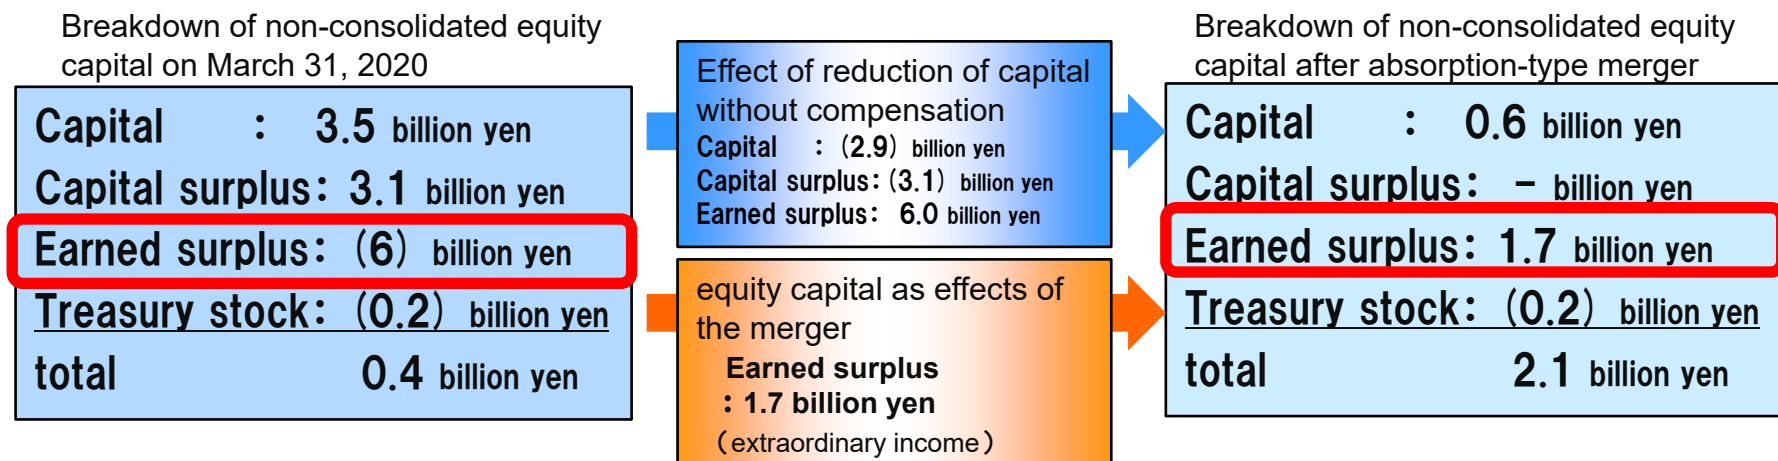 Breakdown of non-consolidated equity
capital on March 31, 2020
Capital : 3.5 billion yen
Capital surplus: 3.1 billion yen
Earned surplus: (6) billion yen
Treasury stock: (0.2) billion yen
total 0.4 billion yen
Effect of reduction of capital
without compensation
Capital : (2.9) billion yen
Capital surplus: (3.1) billion yen
Earned surplus: 6.0 billion yen
equity capital as effects of
the merger
Earned surplus
: 1.7 billion yen
(extraordinary income)
Breakdown of non-consolidated equity
capital after absorption-type merger
Capital : 0.6 billion yen
Capital surplus: – billion yen
Earned surplus: 1.7 billion yen
Treasury stock: (0.2) billion yen
total 2.1 billion yen